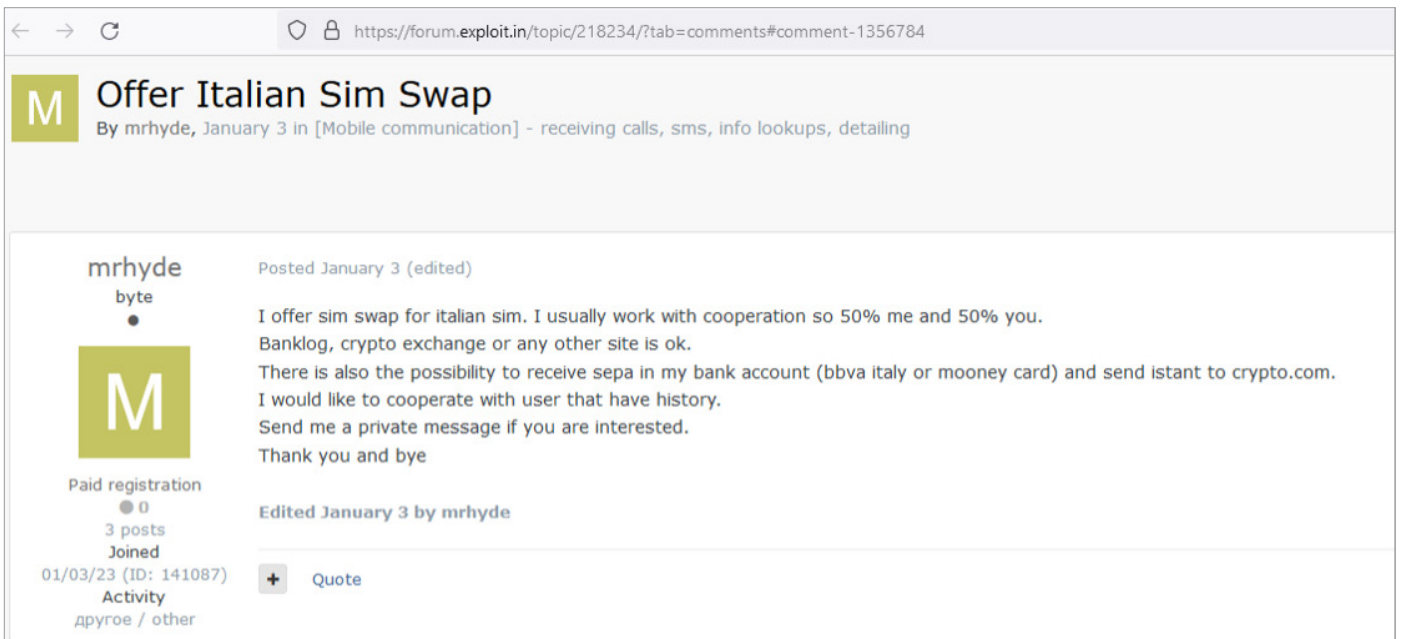 https://forum.exploit.in/topic/218234/?tab=comments#comment-1356784
M
Offer Italian Sim Swap
By mrhyde, January 3 in [Mobile communication] - receiving calls, sms, info lookups, detailing
mrhyde
byte
M
Paid registration
0
3 posts
Joined
01/03/23 (ID: 141087)
Activity
другое / other
Posted January 3 (edited)
I offer sim swap for italian sim. I usually work with cooperation so 50% me and 50% you.
Banklog, crypto exchange or any other site is ok.
There is also the possibility to receive sepa in my bank account (bbva italy or mooney card) and send istant to crypto.com.
I would like to cooperate with user that have history.
Send me a private message if you are interested.
Thank you and bye
Edited January 3 by mrhyde
+ Quote